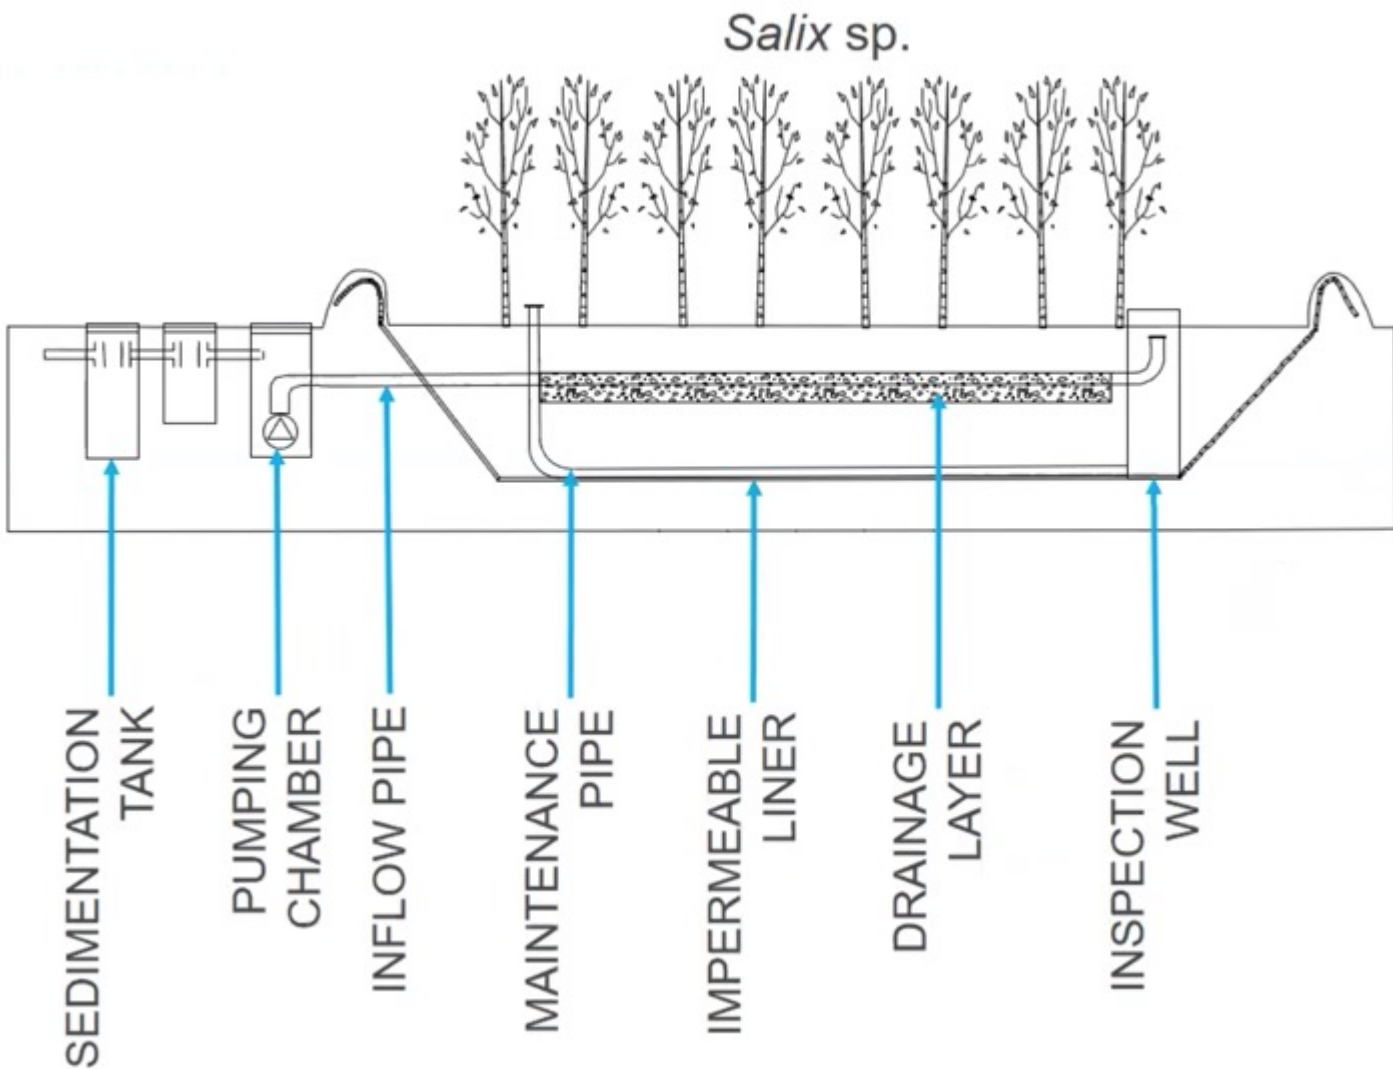 Salix sp.
SEDIMENTATION
TANK
PUMPING
CHAMBER
INFLOW PIPE
MAINTENANCE
PIPE
IMPERMEABLE
LINER
DRAINAGE
LAYER
INSPECTION
WELL